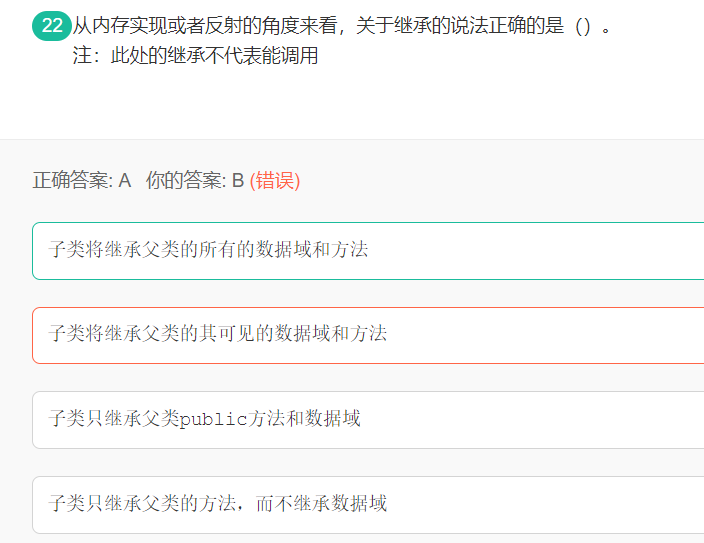 22 从内存实现或者反射的角度来看，关于继承的说法正确的是（）。
注：此处的继承不代表能调用
正确答案: A 你的答案: B (错误)
子类将继承父类的所有的数据域和方法
子类将继承父类的其可见的数据域和方法
子类只继承父类public方法和数据域
子类只继承父类的方法，而不继承数据域